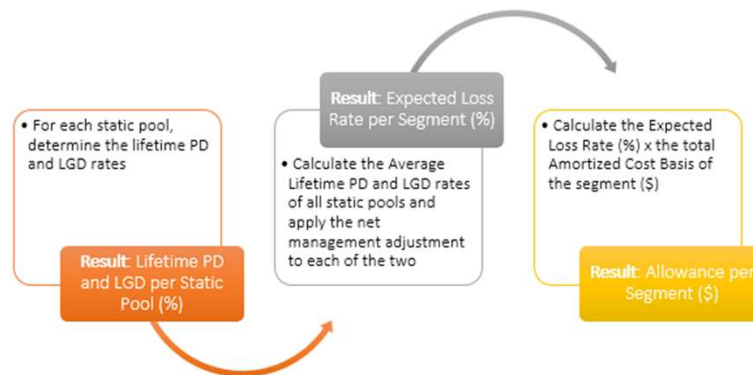 • For each static pool,
determine the lifetime PD
and LGD rates
Result: Lifetime PD
and LGD per Static
Pool (%)
Result: Expected Loss
Rate per Segment (%)
• Calculate the Average
Lifetime PD and LGD rates
of all static pools and
apply the net
management adjustment
to each of the two
• Calculate the Expected
Loss Rate (%) x the total
Amortized Cost Basis of
the segment ($)
Result: Allowance per
Segment ($)